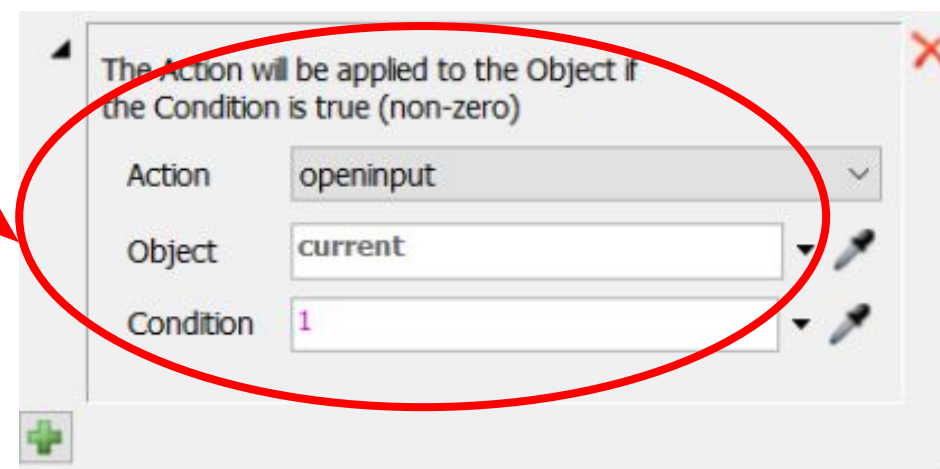 The Action will be applied to the Object if
the Condition is true (non-zero)
Action openinput
Object current
Condition 1